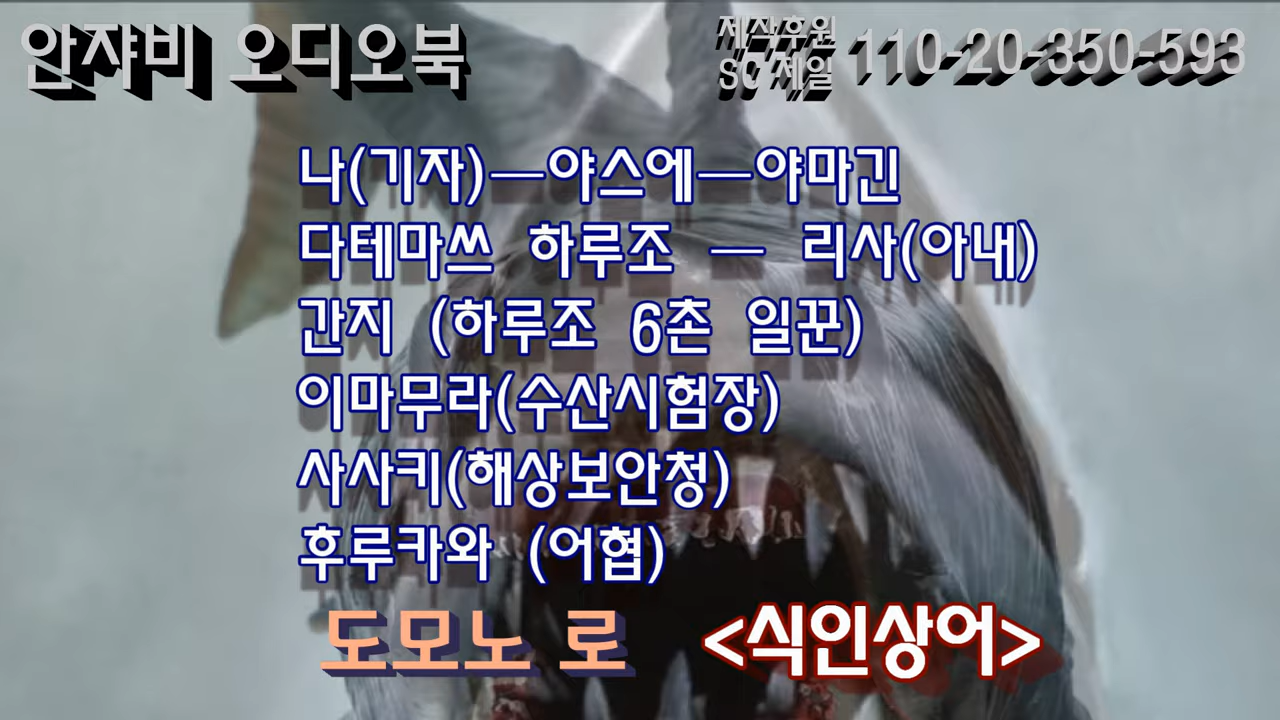 안쟈비 오디오북
제작후원
SC 제일 110-20-350-593
나(기자)—야스에—야마긴
다테마쓰 하루조 — 리사(아내)
간지 (하루조 6촌 일꾼)
이마무라(수산시험장)
사사키(해상보안청)
후루카와 (어협)
도모노 로 <식인상어>